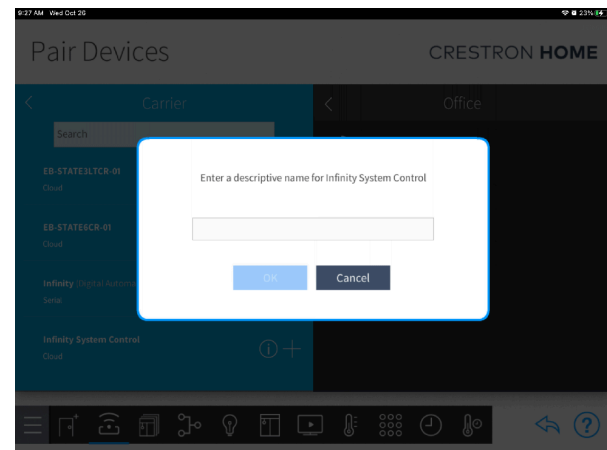 9:27 AM Wed Oct 26
23%
Pair Devices
CRESTRON HOME
Carrier
Office
Search
EB-STATE3LTCR-01
Cloud
EB-STATE6CR-01
Cloud
Infinity (Digital Automa
Serial
Infinity System Control
Cloud
Enter a descriptive name for Infinity System Control
OK
Cancel